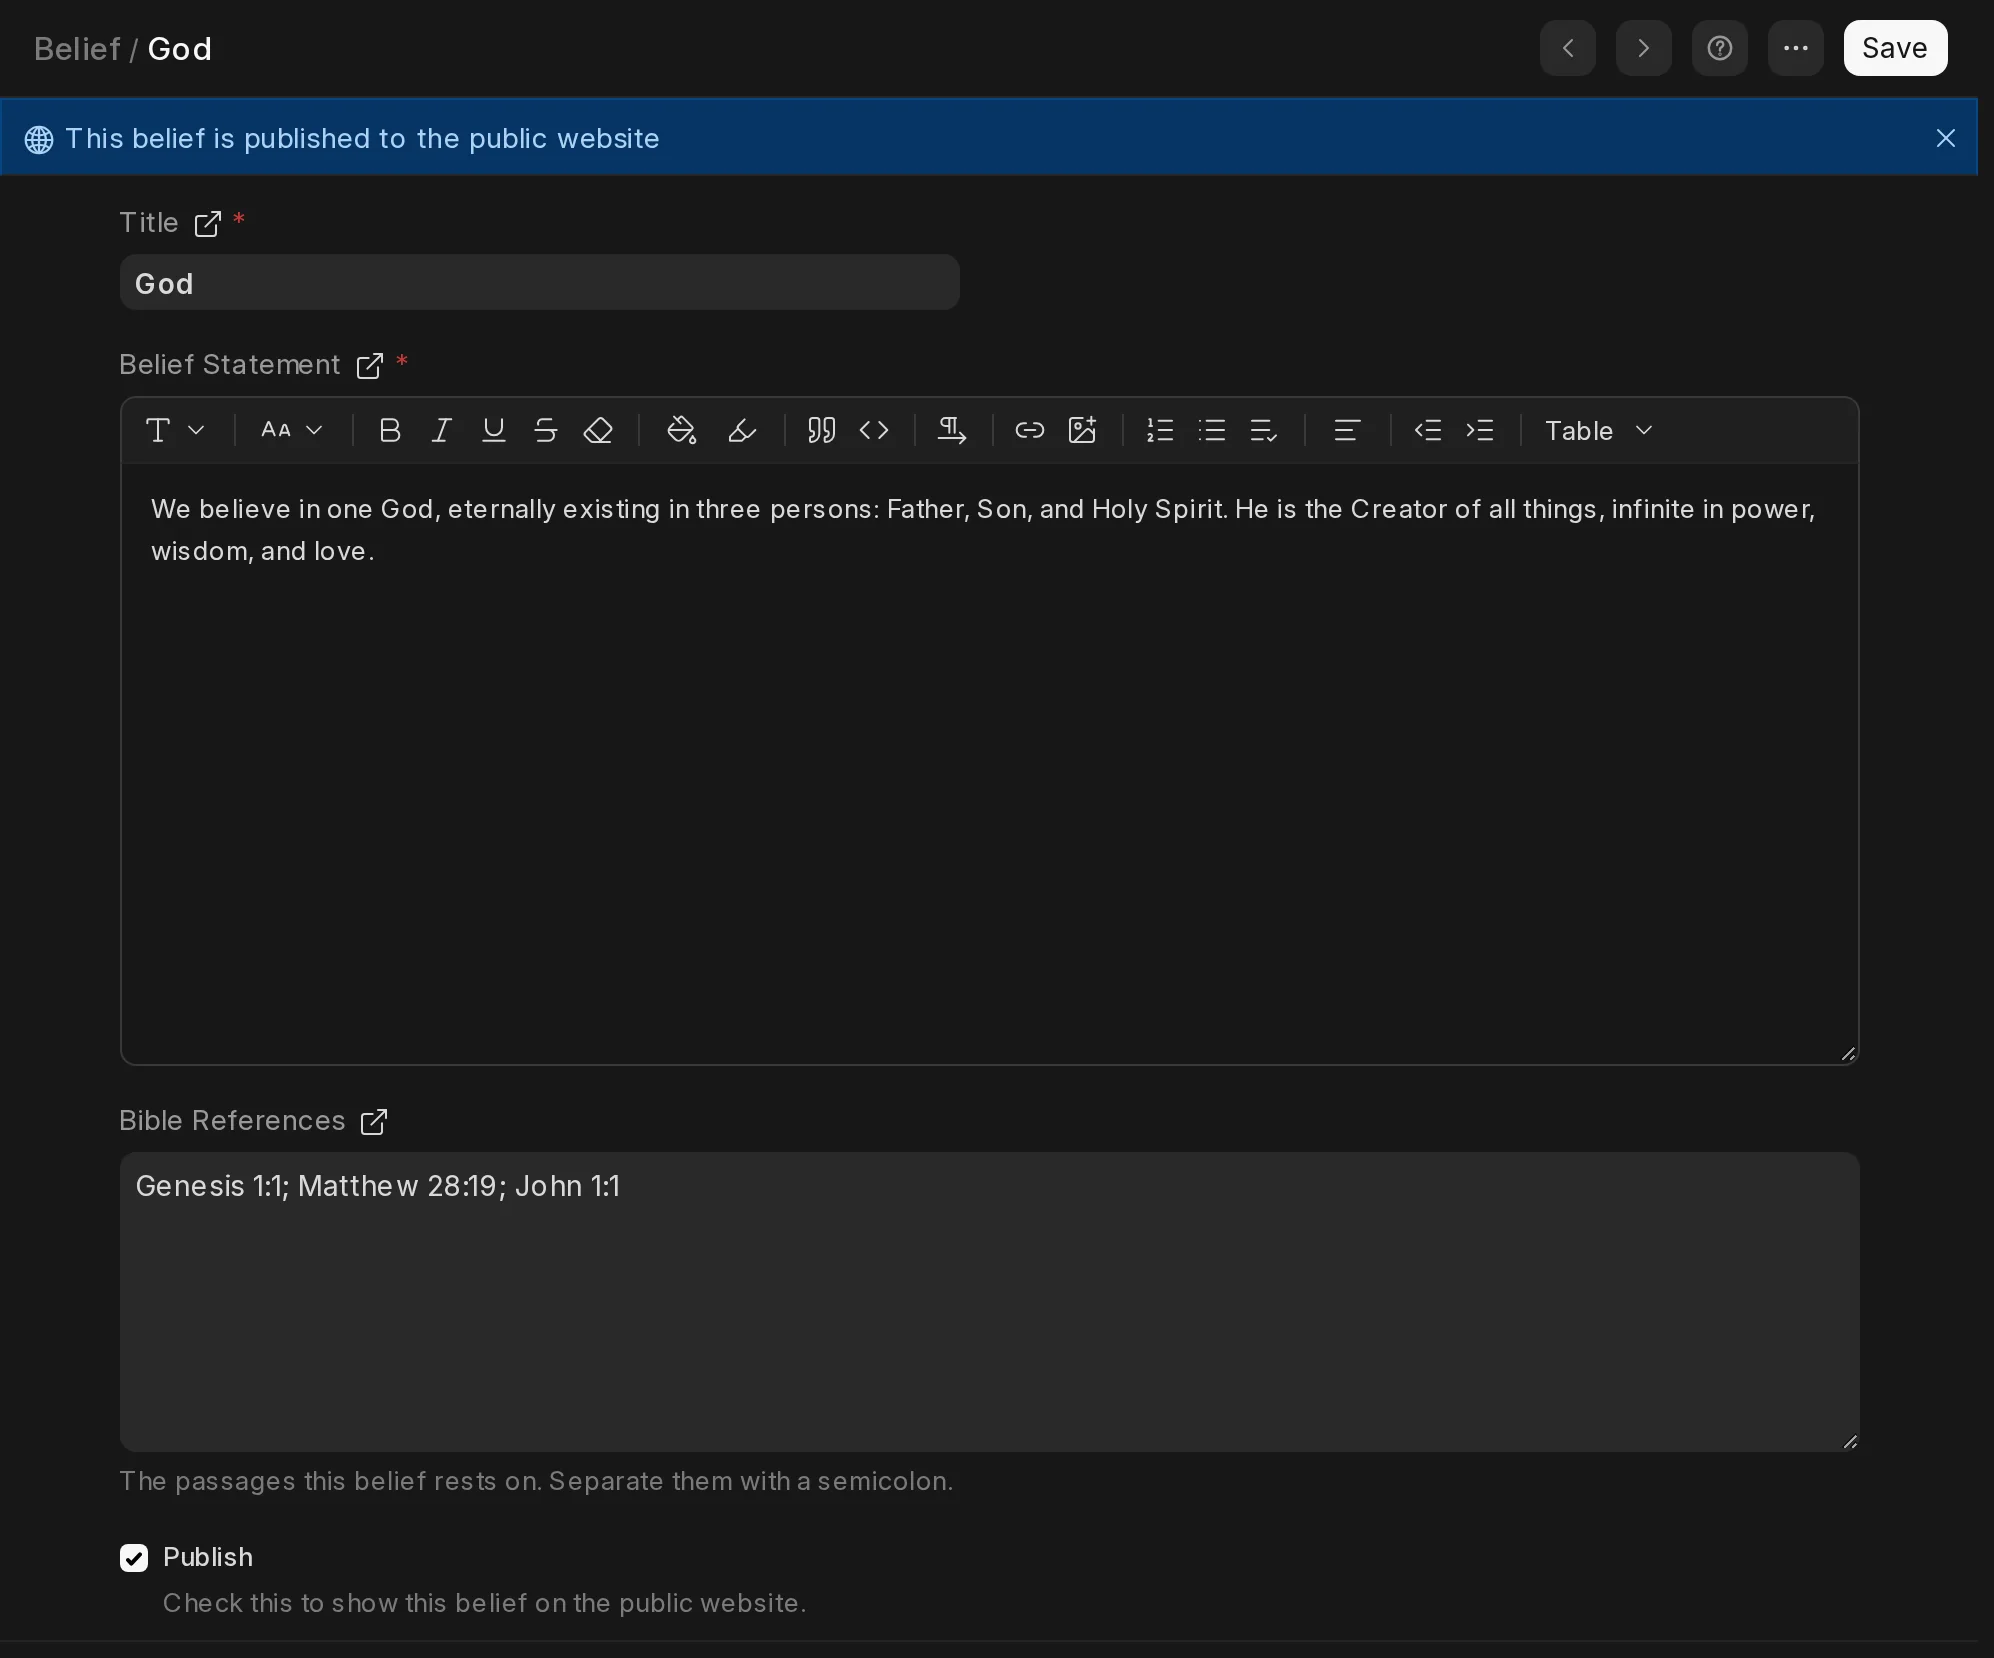 Belief / God
Save
This belief is published to the public website
Title *
God
Belief Statement *
Table
We believe in one God, eternally existing in three persons: Father, Son, and Holy Spirit. He is the Creator of all things, infinite in power,
wisdom, and love.
Bible References
Genesis 1:1; Matthew 28:19; John 1:1
The passages this belief rests on. Separate them with a semicolon.
Publish
Check this to show this belief on the public website.